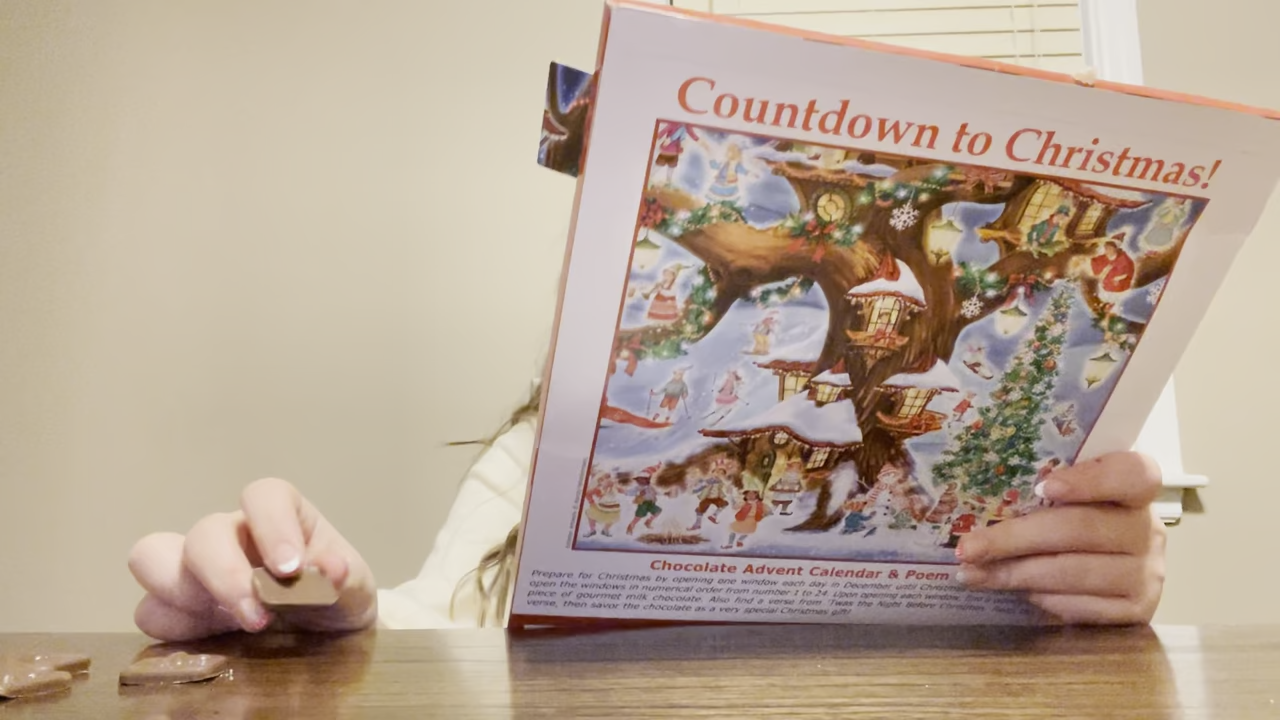 Countdown to Christmas!
Chocolate Advent Calendar & Poem
Prepare for Christmas by opening one window each day in December until Christmas
open the windows in numerical order from number 1 to 24. Upon opening each window, find a
piece of gourmet milk chocolate. Also find a verse from 'Twas the Night Before Christmas.
verse, then savor the chocolate as a very special Christmas gift!